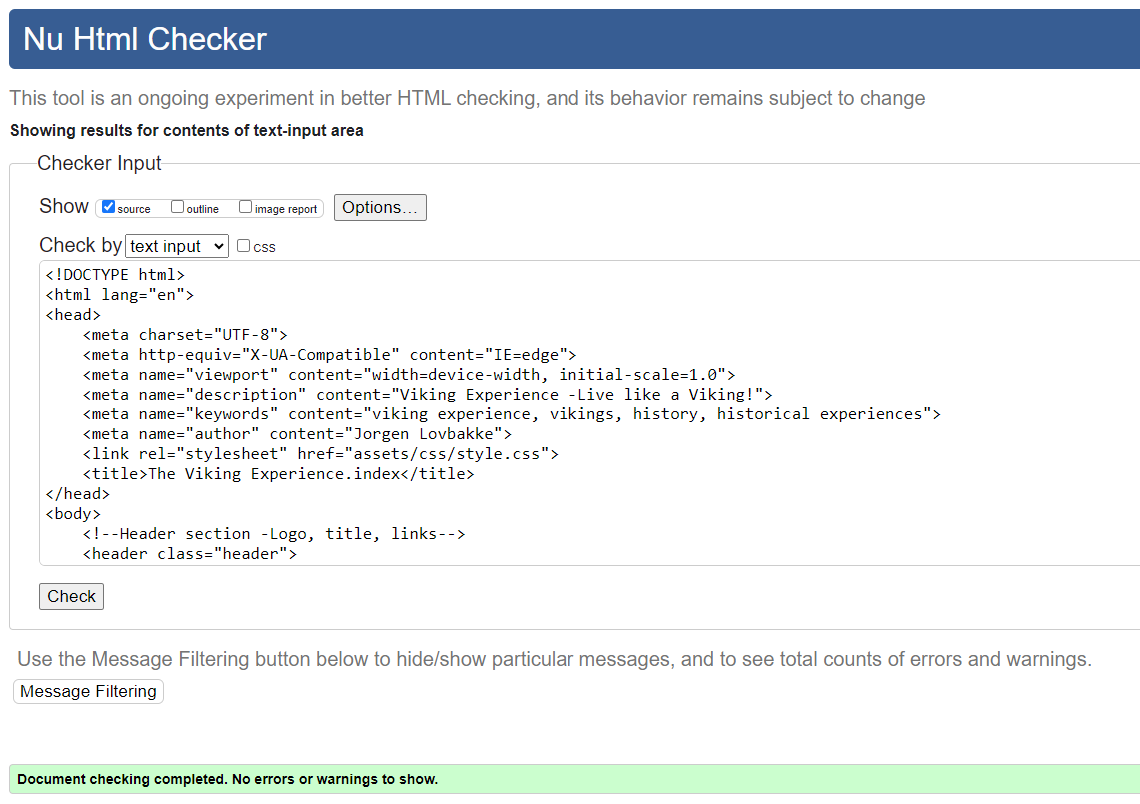 Nu Html Checker
This tool is an ongoing experiment in better HTML checking, and its behavior remains subject to change
Showing results for contents of text-input area
Checker Input
Show source outline image report Options...
Check by text input css
<!DOCTYPE html>
<html lang="en">
<head>
    <meta charset="UTF-8">
    <meta http-equiv="X-UA-Compatible" content="IE=edge">
    <meta name="viewport" content="width=device-width, initial-scale=1.0">
    <meta name="description" content="Viking Experience -Live like a Viking!">
    <meta name="keywords" content="viking experience, vikings, history, historical experiences">
    <meta name="author" content="Jorgen Lovbakke">
    <link rel="stylesheet" href="assets/css/style.css">
    <title>The Viking Experience.index</title>
</head>
<body>
    <!--Header section -Logo, title, links-->
    <header class="header">
Check
Use the Message Filtering button below to hide/show particular messages, and to see total counts of errors and warnings.
Message Filtering
Document checking completed. No errors or warnings to show.